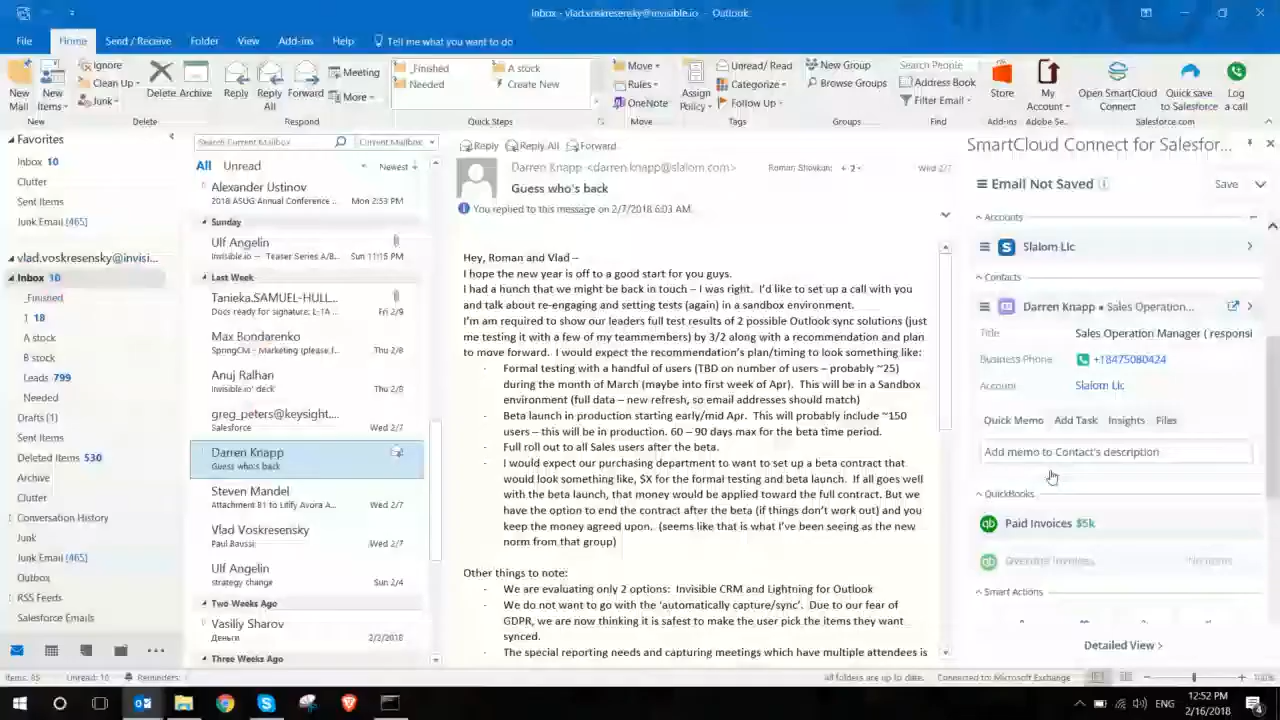 Inbox - vlad.voskresensky@invisible.io - Outlook
File Home Send / Receive Folder View Add-ins Help Tell me what you want to do
New Mail
New Items
New
Ignore
Clean Up
Junk
Delete
Archive
Delete
Reply
Reply All
Forward
Meeting
More
Respond
_Finished
Needed
A stock
Create New
Quick Steps
Move
Rules
OneNote
Move
Assign Policy
Unread/ Read
Categorize
Follow Up
Tags
New Group
Browse Groups
Groups
Search People
Address Book
Filter Email
Find
Store
Add-ins
My Account
Adobe Se...
Open SmartCloud Connect
Quick save to Salesforce
Log a call
Salesforce.com
Favorites
Inbox 10
Clutter
Sent Items
Junk Email [465]
vlad.voskresensky@invisi...
Inbox 10
_Finished
18
A stock
B stock
Leads 799
Needed
Drafts (1)
Sent Items
Deleted Items 530
Archive
Clutter
Conversation History
Junk
Junk Email [465]
Outbox
RSS Feeds
Salesforce Emails
Search Current Mailbox
Current Mailbox
All Unread Newest ↓
Alexander Ustinov
2018 ASUG Annual Conference ... Mon 2:53 PM
Sunday
Ulf Angelin
Invisible.io — Teaser Series A/B... Sun 11:15 PM
Last Week
Tanieka.SAMUEL-HULL...
Docs ready for signature: L-TA ... Fri 2/9
Max Bondarenko
SpringCM - Marketing (please f... Thu 2/8
Anuj Ralhan
Invisible.io' deck Thu 2/8
greg_peters@keysight....
Salesforce Wed 2/7
Darren Knapp
Guess who's back Wed 2/7
Steven Mandel
Attachment B1 to Liffy Avora A... Wed 2/7
Vlad Voskresensky
Paul Baussi Wed 2/7
Ulf Angelin
strategy change Sun 2/4
Two Weeks Ago
Vasiliy Sharov
Деньги 2/2/2018
Three Weeks Ago
Reply Reply All Forward
Darren Knapp <darren.knapp@slalom.com>
Roman Shovkun; +2
Wed 2/7
Guess who's back
You replied to this message on 2/7/2018 6:03 AM.
Hey, Roman and Vlad –
I hope the new year is off to a good start for you guys.
I had a hunch that we might be back in touch – I was right. I'd like to set up a call with you
and talk about re-engaging and setting tests (again) in a sandbox environment.
I'm am required to show our leaders full test results of 2 possible Outlook sync solutions (just
me testing it with a few of my teammembers) by 3/2 along with a recommendation and plan
to move forward. I would expect the recommendation's plan/timing to look something like:
- Formal testing with a handful of users (TBD on number of users – probably ~25)
during the month of March (maybe into first week of Apr). This will be in a Sandbox
environment (full data – new refresh, so email addresses should match)
- Beta launch in production starting early/mid Apr. This will probably include ~150
users – this will be in production. 60 – 90 days max for the beta time period.
- Full roll out to all Sales users after the beta.
- I would expect our purchasing department to want to set up a beta contract that
would look something like, $X for the formal testing and beta launch. If all goes well
with the beta launch, that money would be applied toward the full contract. But we
have the option to end the contract after the beta (if things don't work out) and you
keep the money agreed upon. (seems like that is what I've been seeing as the new
norm from that group)
Other things to note:
- We are evaluating only 2 options: Invisible CRM and Lightning for Outlook
- We do not want to go with the 'automatically capture/sync'. Due to our fear of
GDPR, we are now thinking it is safest to make the user pick the items they want
synced.
- The special reporting needs and capturing meetings which have multiple attendees is
SmartCloud Connect for Salesfor...
Email Not Saved
Save
Accounts
Slalom Llc
Contacts
Darren Knapp • Sales Operation...
Title Sales Operation Manager ( responsi
Business Phone +18475080424
Account Slalom Llc
Quick Memo Add Task Insights Files
Add memo to Contact's description
QuickBooks
Paid Invoices $5k
Overdue Invoices No items
Smart Actions
Detailed View >
Items: 85 Unread: 10 Reminders: All folders are up to date. Connected to: Microsoft Exchange
ENG
12:52 PM
2/16/2018